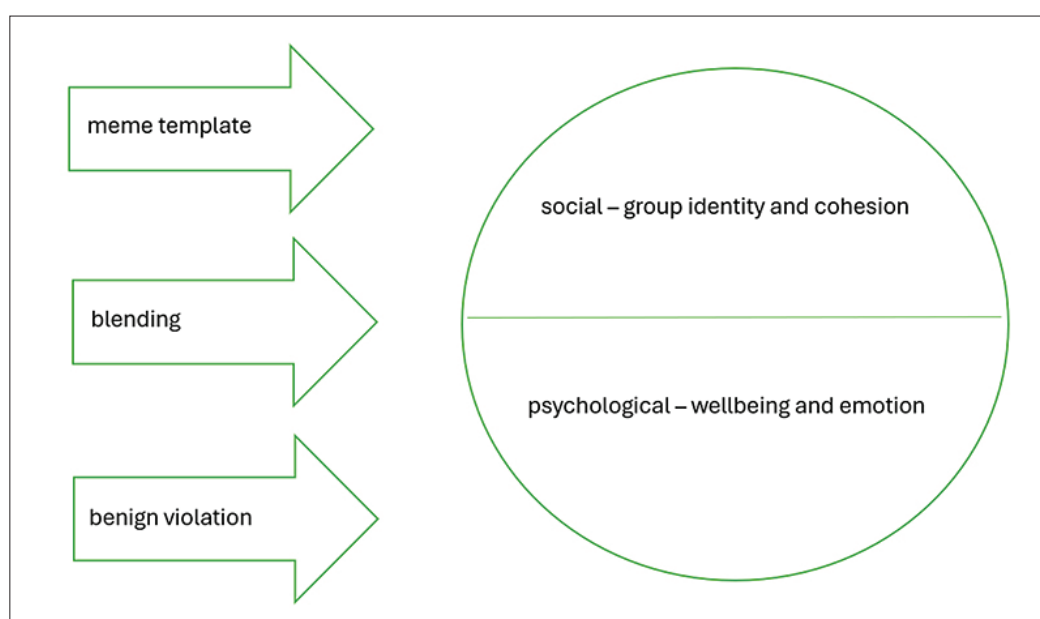 meme template
social – group identity and cohesion
blending
psychological – wellbeing and emotion
benign violation